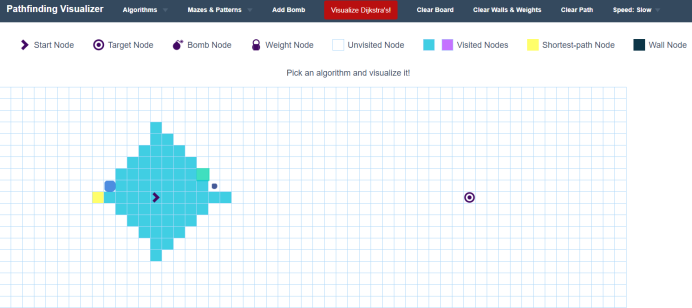 Pathfinding Visualizer Algorithms Mazes & Patterns Add Bomb Visualize Dijkstra's! Clear Board Clear Walls & Weights Clear Path Speed: Slow
Start Node Target Node Bomb Node Weight Node Unvisited Node Visited Nodes Shortest-path Node Wall Node
Pick an algorithm and visualize it!